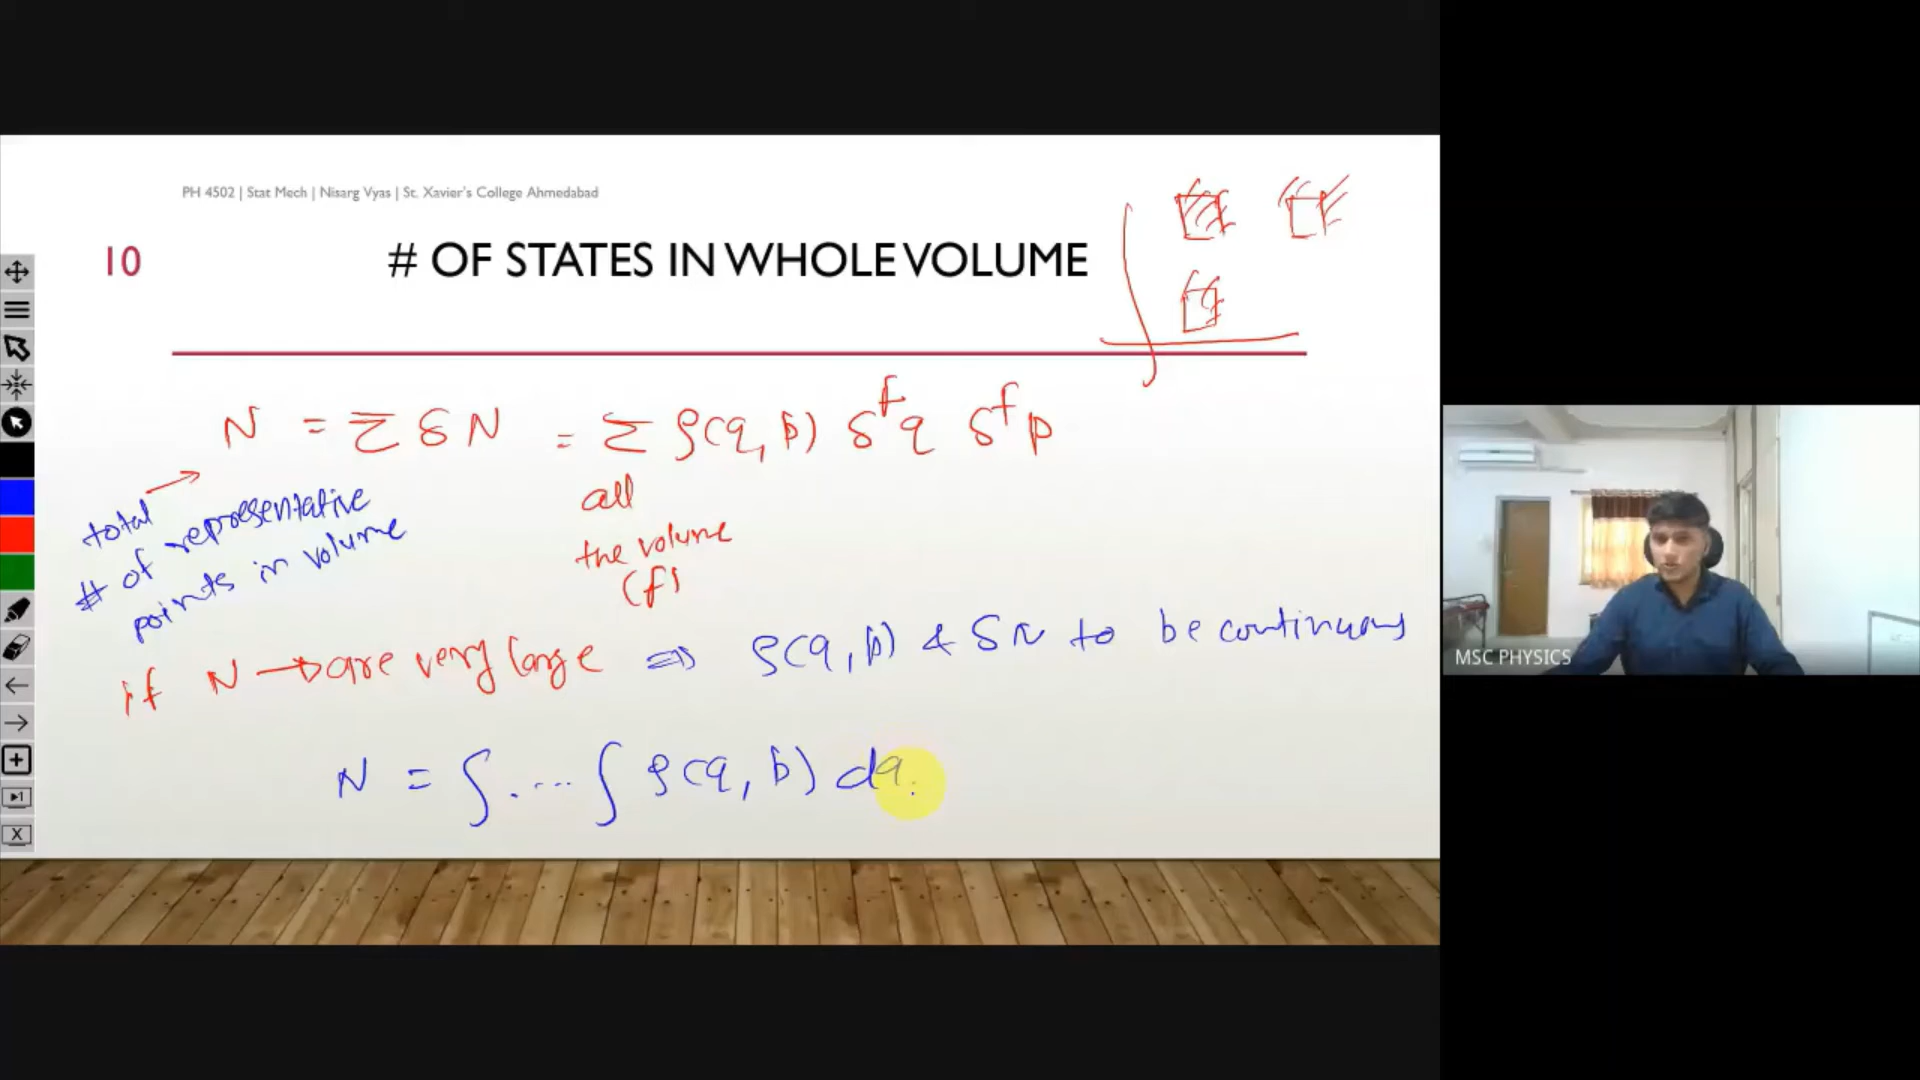 PH 4502 | Stat Mech | Nisarg Vyas | St. Xavier's College Ahmedabad
10
# OF STATES IN WHOLE VOLUME
N = Σ δN = Σ ρ(q, p) δ^f q δ^f p
all
the volume
(f)
total
# of representative
points in volume
if N → are very large ⇒ ρ(q, p) & δN to be continuous
N = ∫ .... ∫ ρ(q, p) dq
MSC PHYSICS